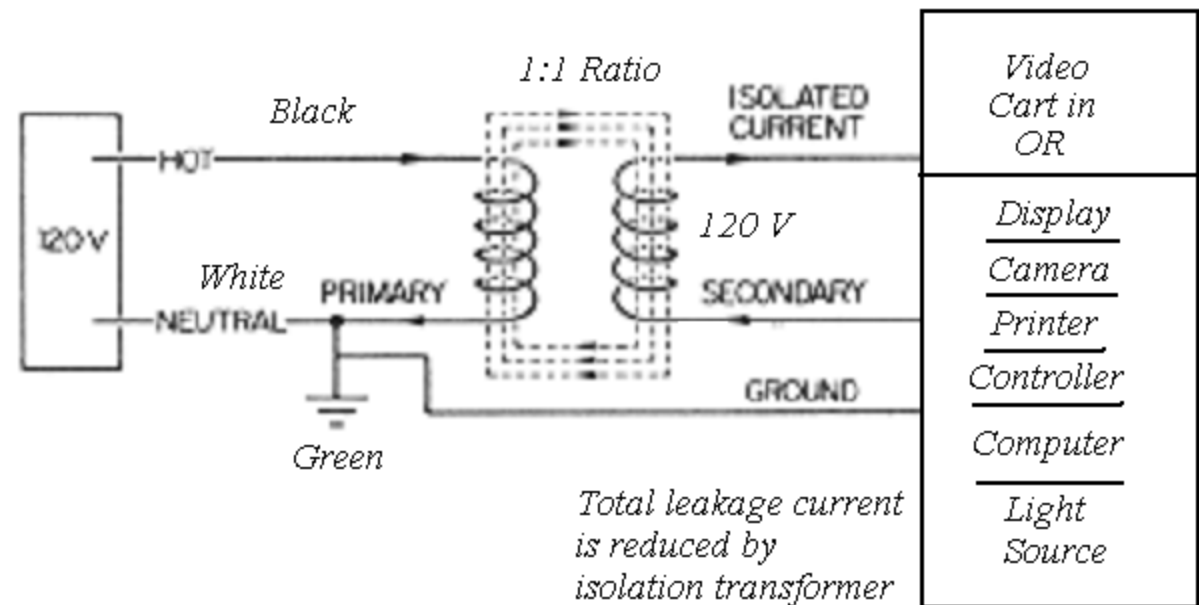 1:1 Ratio
Black
ISOLATED
CURRENT
Video
Cart in
OR
HOT
120 V
120 V
Display
White
PRIMARY
SECONDARY
Camera
NEUTRAL
Printer
GROUND
Controller
Green
Computer
Total leakage current
is reduced by
isolation transformer
Light
Source